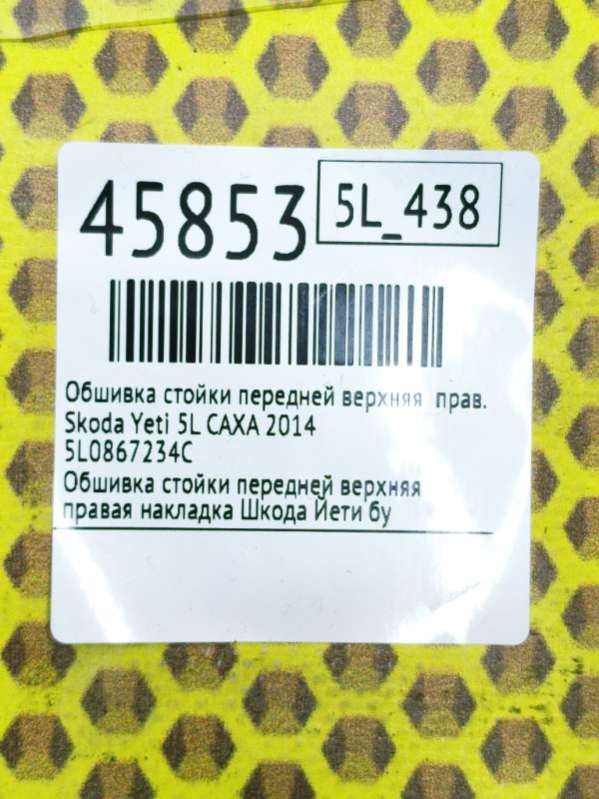 45853
5L_438
Обшивка стойки передней верхняя прав.
Skoda Yeti 5L CAXA 2014
5L0867234C
Обшивка стойки передней верхняя
правая накладка Шкода Йети бу